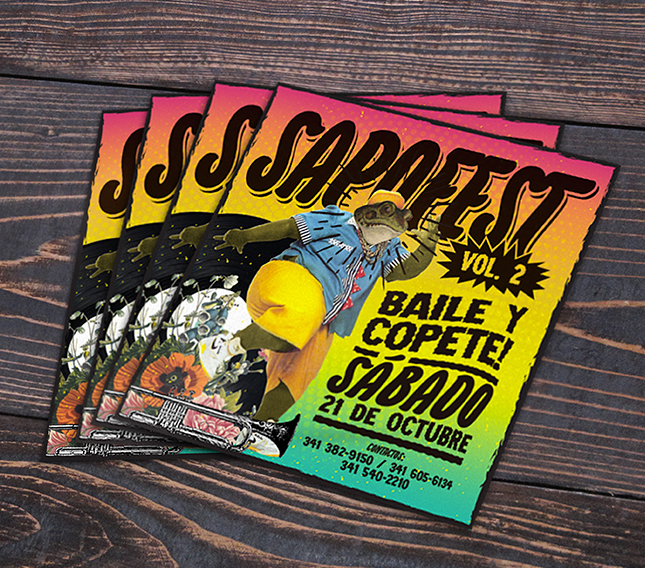 SAPOFEST
VOL. 2
BAILE Y
COPETE!
SÁBADO
21 DE OCTUBRE
CONTACTOS:
341 382-9150 / 341 605-6134
341 540-2210